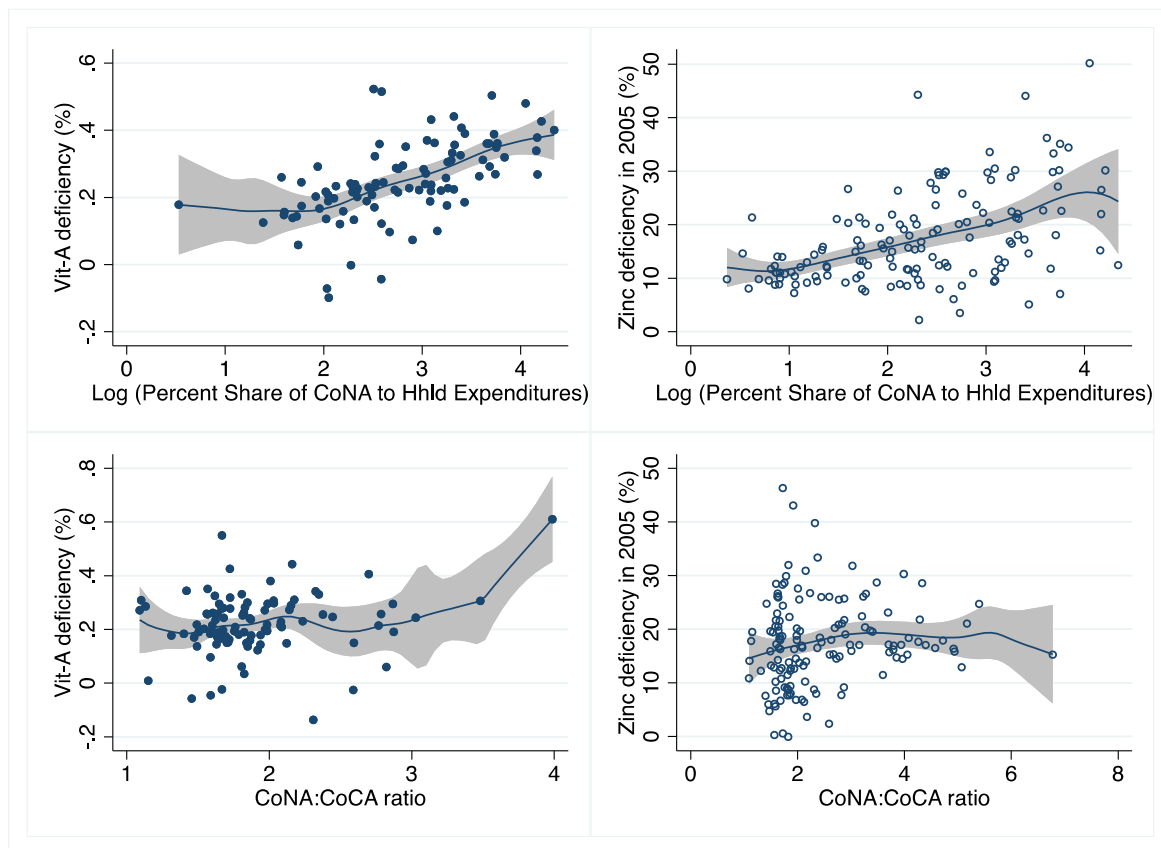 Vit-A deficiency (%)
.6
.4
.2
0
-.2
0 1 2 3 4
Log (Percent Share of CoNA to Hhld Expenditures)
Zinc deficiency in 2005 (%)
50
40
30
20
10
0
0 1 2 3 4
Log (Percent Share of CoNA to Hhld Expenditures)
Vit-A deficiency (%)
.8
.6
.4
.2
0
-.2
1 2 3 4
CoNA:CoCA ratio
Zinc deficiency in 2005 (%)
50
40
30
20
10
0
0 2 4 6 8
CoNA:CoCA ratio